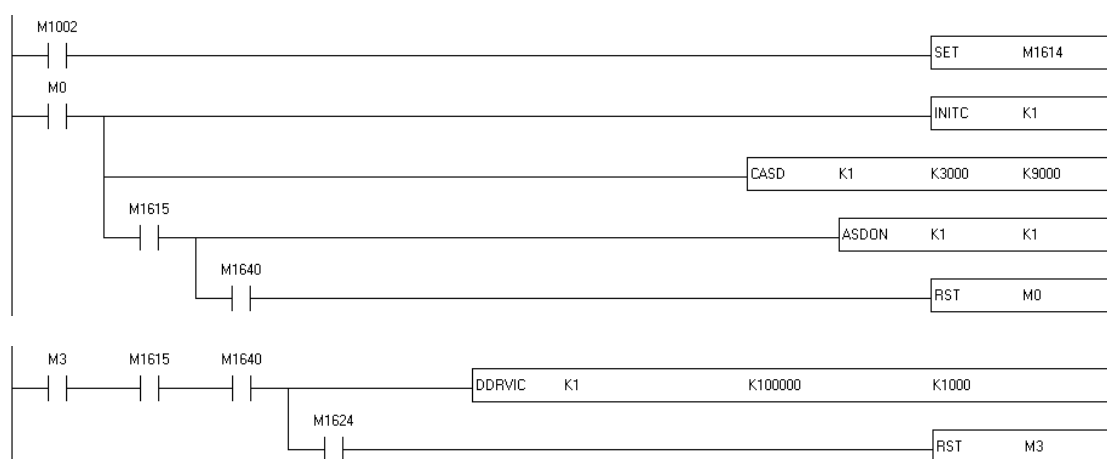 M1002
SET M1614
M0
INITC K1
CASD K1 K3000 K9000
M1615
ASDON K1 K1
M1640
RST M0
M3 M1615 M1640
DDRVIC K1 K100000 K1000
M1624
RST M3